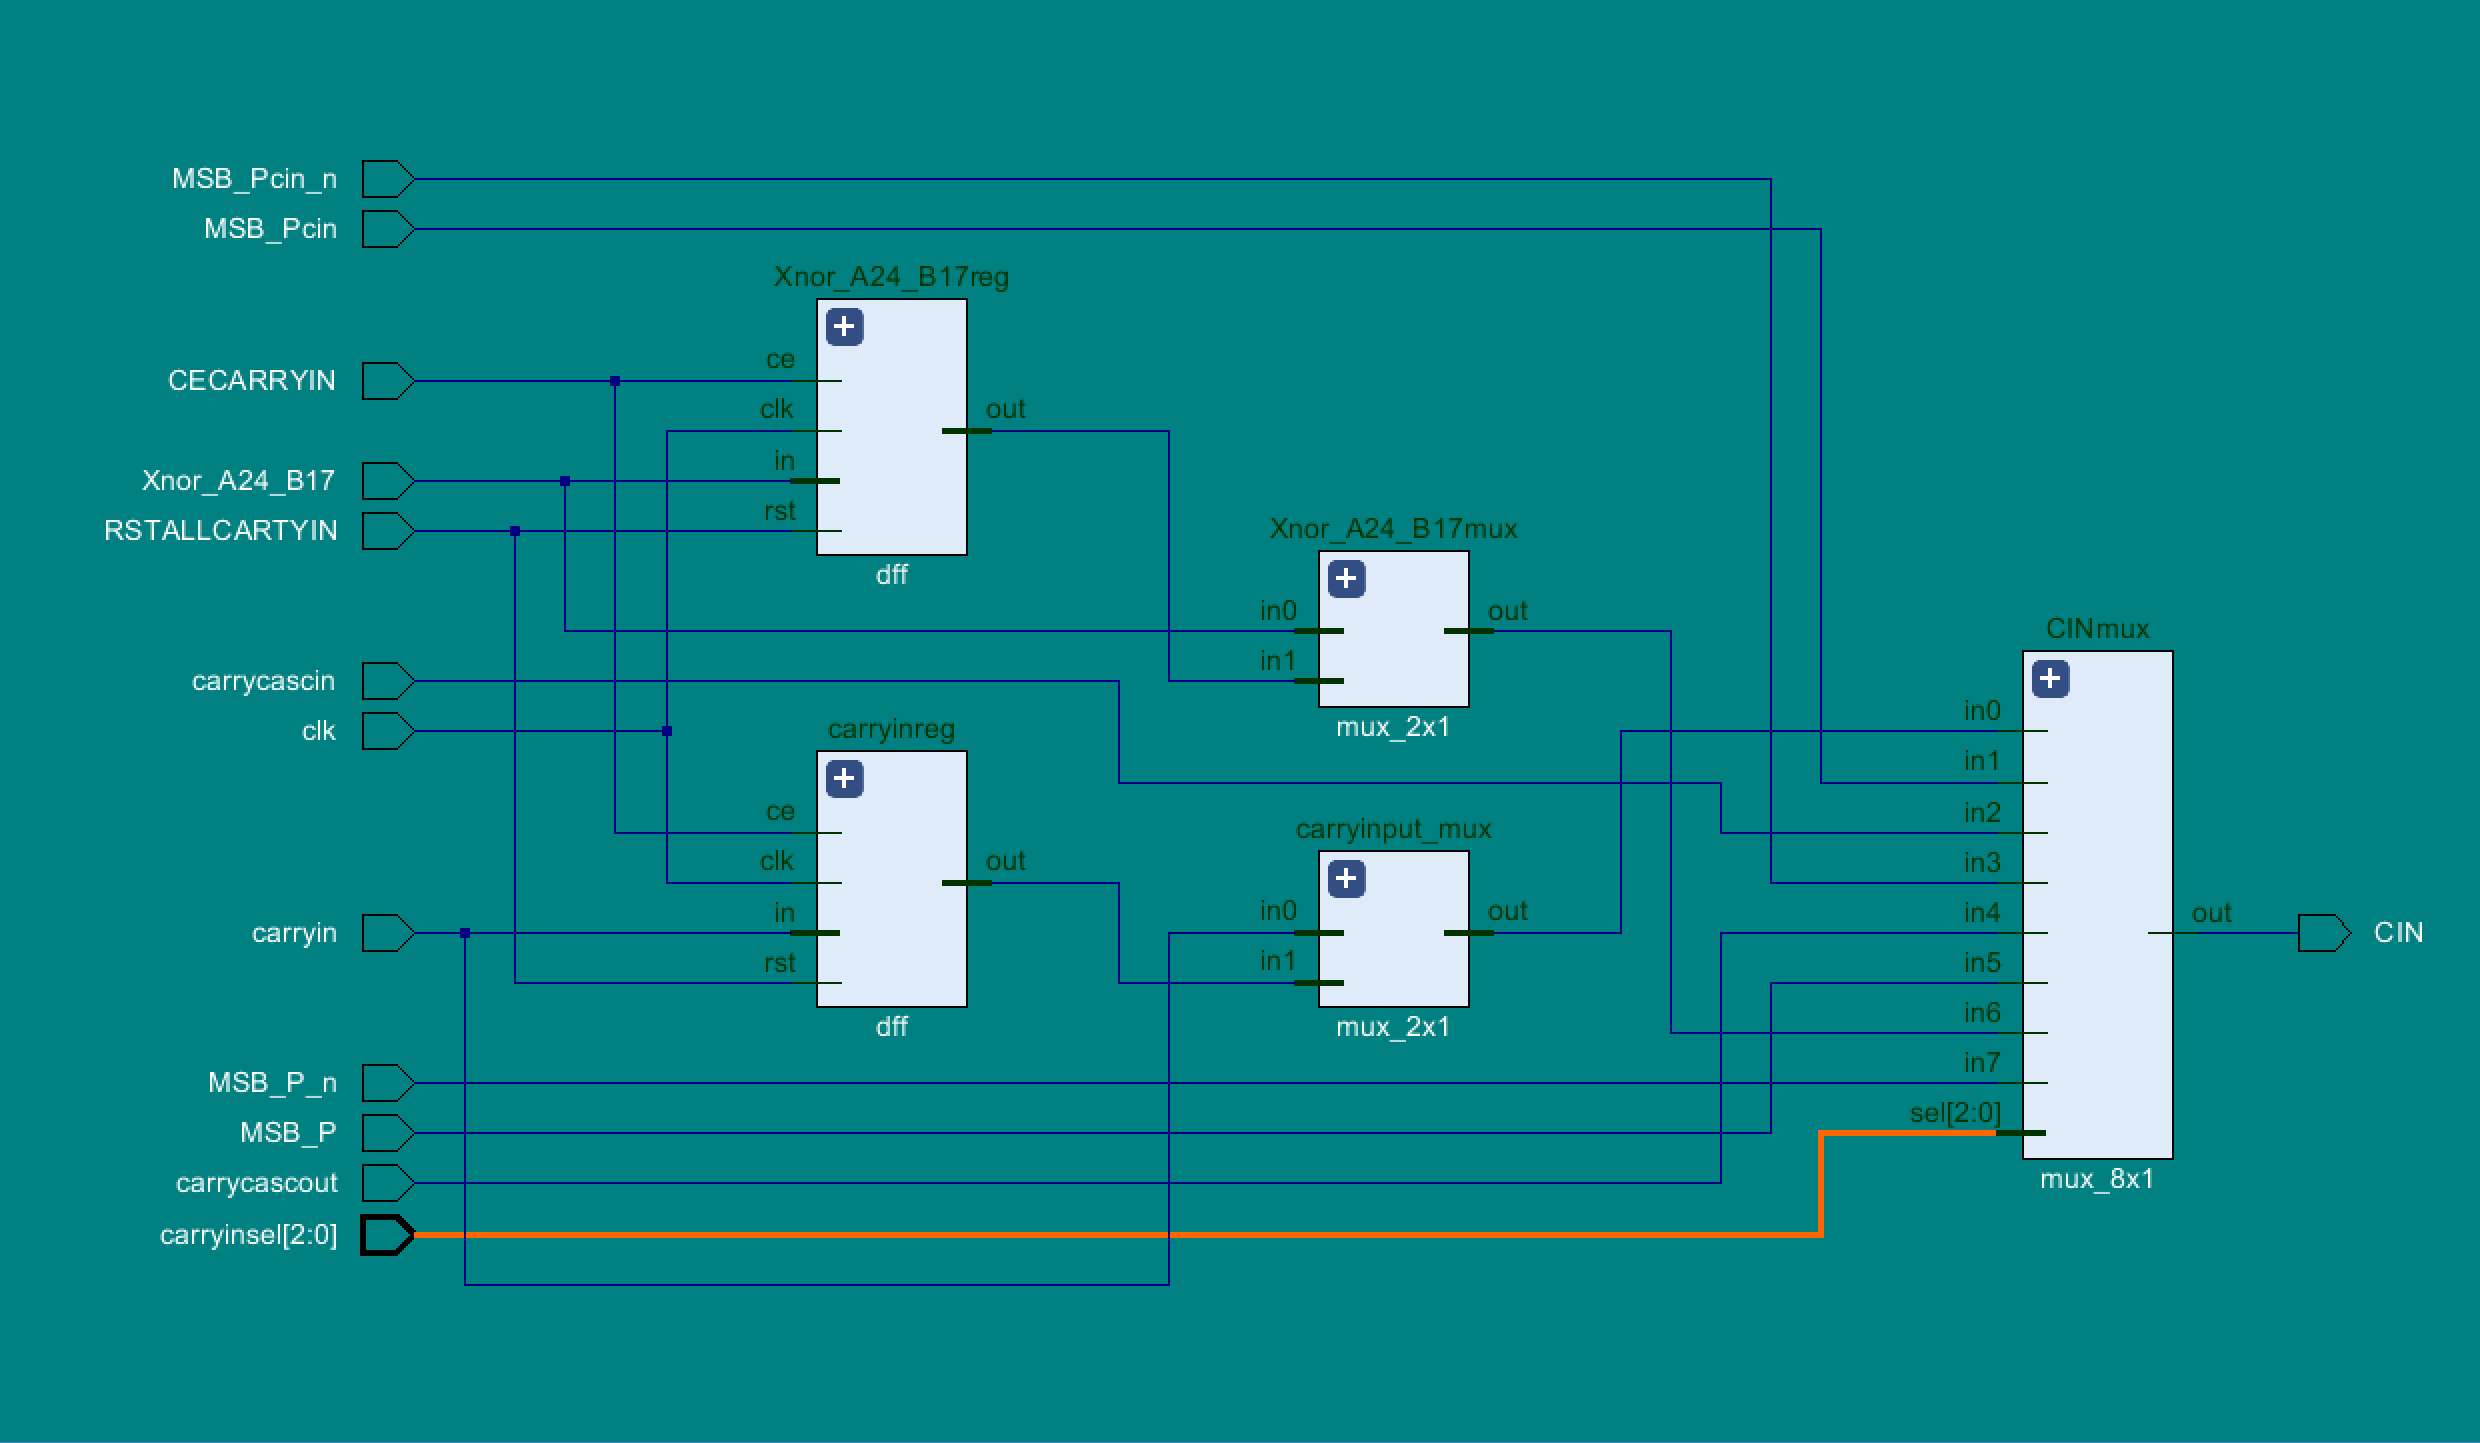 MSB_Pcin_n
MSB_Pcin
Xnor_A24_B17reg
CECARRYIN
ce
clk
out
in
Xnor_A24_B17
rst
RSTALLCARTYIN
dff
Xnor_A24_B17mux
in0
out
in1
mux_2x1
carrycascin
clk
carryinreg
ce
clk
out
in
carryin
rst
dff
carryinput_mux
in0
out
in1
mux_2x1
CINmux
in0
in1
in2
in3
in4
in5
in6
in7
sel[2:0]
out
CIN
mux_8x1
MSB_P_n
MSB_P
carrycascout
carryinsel[2:0]